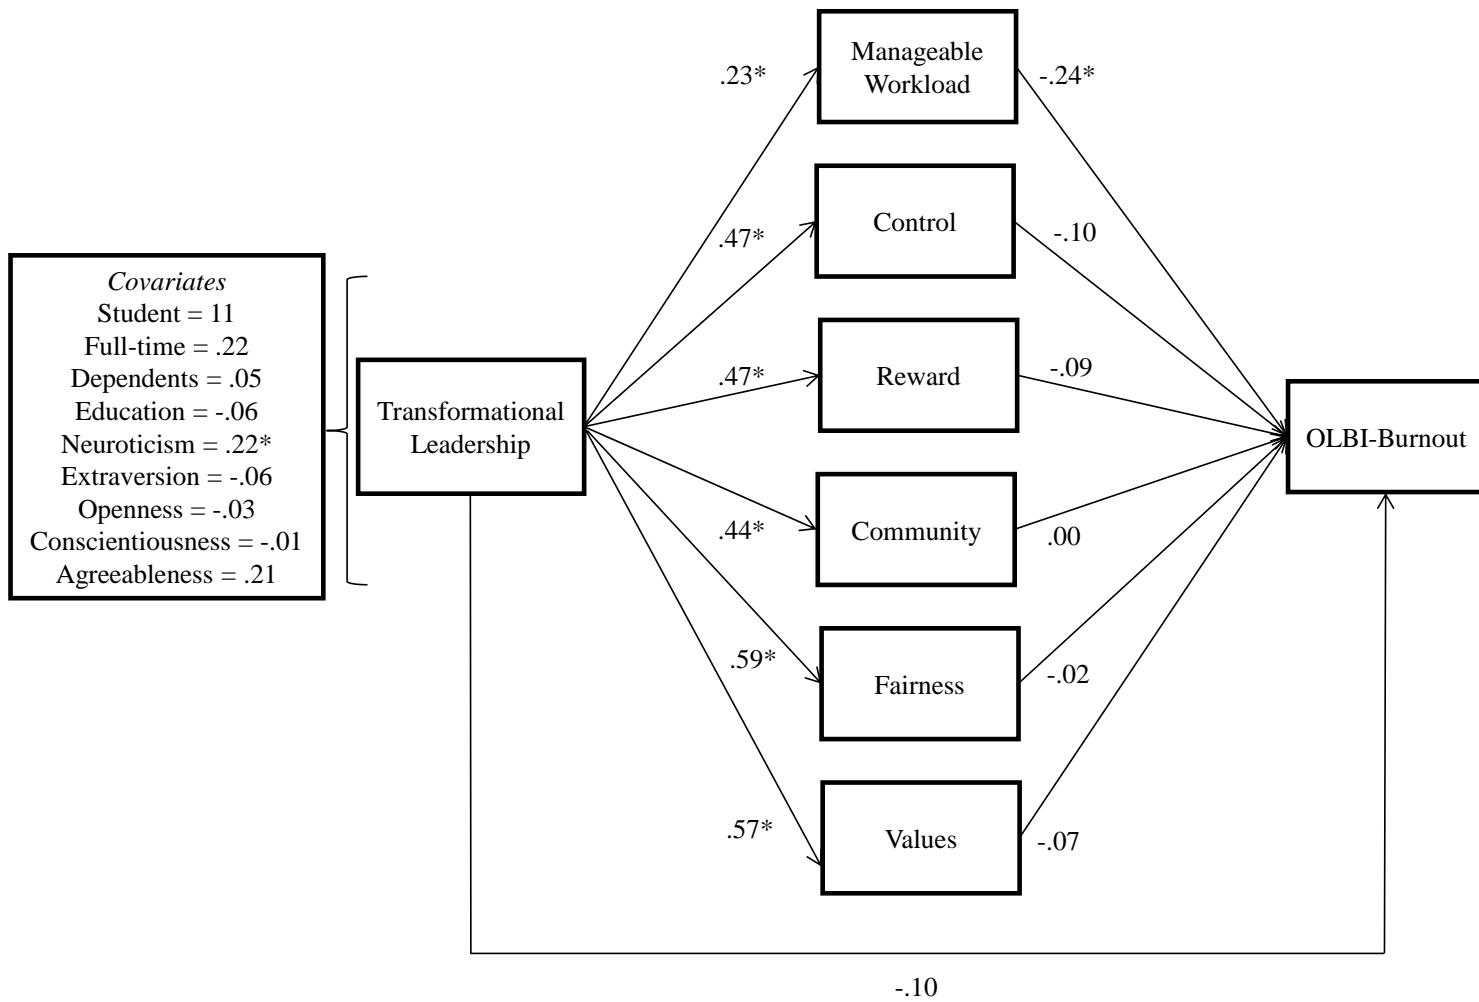 Covariates
Student = 11
Full-time = .22
Dependents = .05
Education = -.06
Neuroticism = .22*
Extraversion = -.06
Openness = -.03
Conscientiousness = -.01
Agreeableness = .21
Transformational
Leadership
.23*
.47*
.47*
.44*
.59*
.57*
Manageable
Workload
Control
Reward
Community
Fairness
Values
-.24*
-.10
-.09
.00
-.02
-.07
OLBI-Burnout
-.10